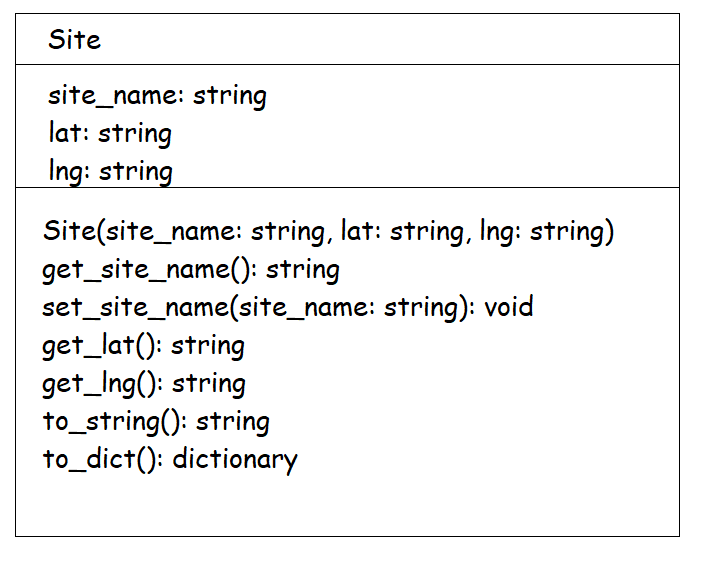 Site
site_name: string
lat: string
lng: string
Site(site_name: string, lat: string, lng: string)
get_site_name(): string
set_site_name(site_name: string): void
get_lat(): string
get_lng(): string
to_string(): string
to_dict(): dictionary